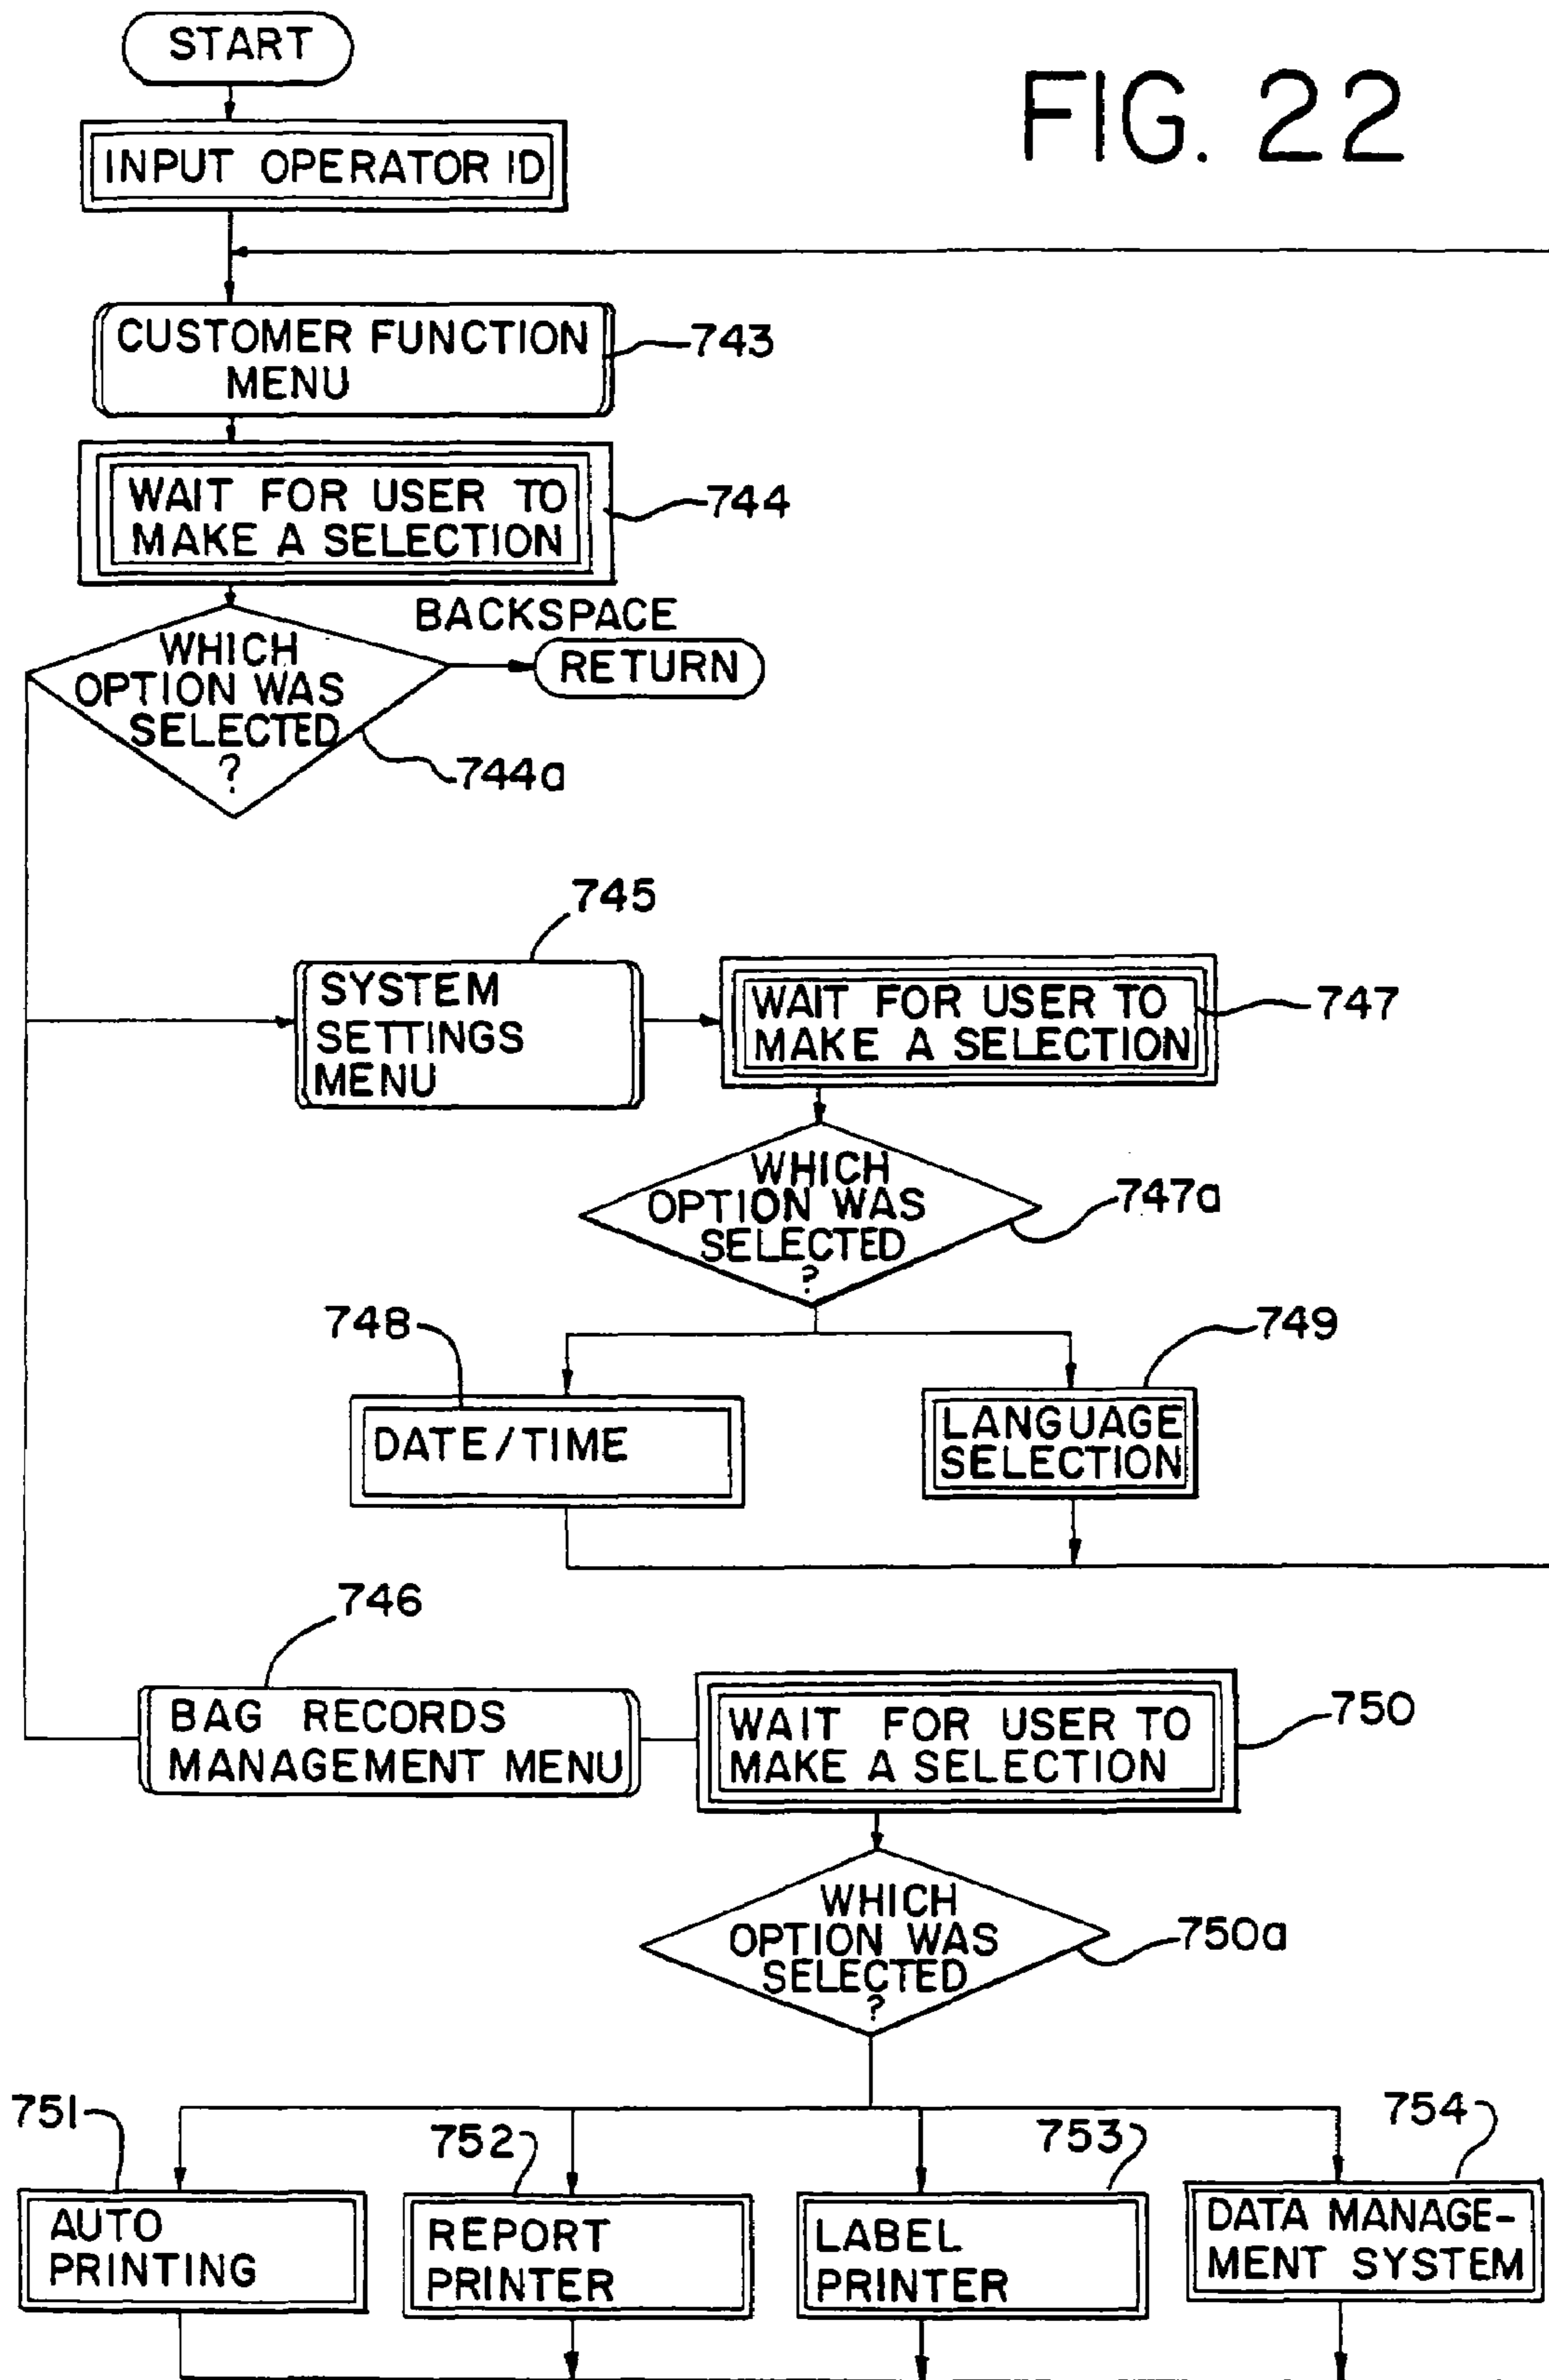 START
FIG. 22
INPUT OPERATOR ID
CUSTOMER FUNCTION
MENU
743
WAIT FOR USER TO
MAKE A SELECTION
744
BACKSPACE
WHICH
OPTION WAS
SELECTED
?
RETURN
744a
745
SYSTEM
SETTINGS
MENU
WAIT FOR USER TO
MAKE A SELECTION
747
WHICH
OPTION WAS
SELECTED
?
747a
748
749
DATE/TIME
LANGUAGE
SELECTION
746
BAG RECORDS
MANAGEMENT MENU
WAIT FOR USER TO
MAKE A SELECTION
750
WHICH
OPTION WAS
SELECTED
?
750a
751
752
753
754
AUTO
PRINTING
REPORT
PRINTER
LABEL
PRINTER
DATA MANAGE-
MENT SYSTEM